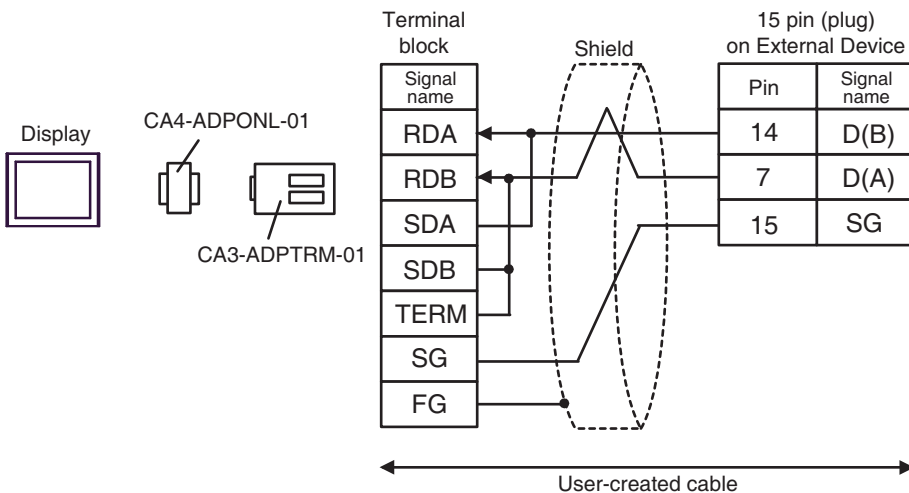 Terminal
block
Shield
15 pin (plug)
on External Device
Display
CA4-ADPONL-01
CA3-ADPTRM-01
Signal
name
RDA
RDB
SDA
SDB
TERM
SG
FG
Pin
Signal
name
14
D(B)
7
D(A)
15
SG
User-created cable